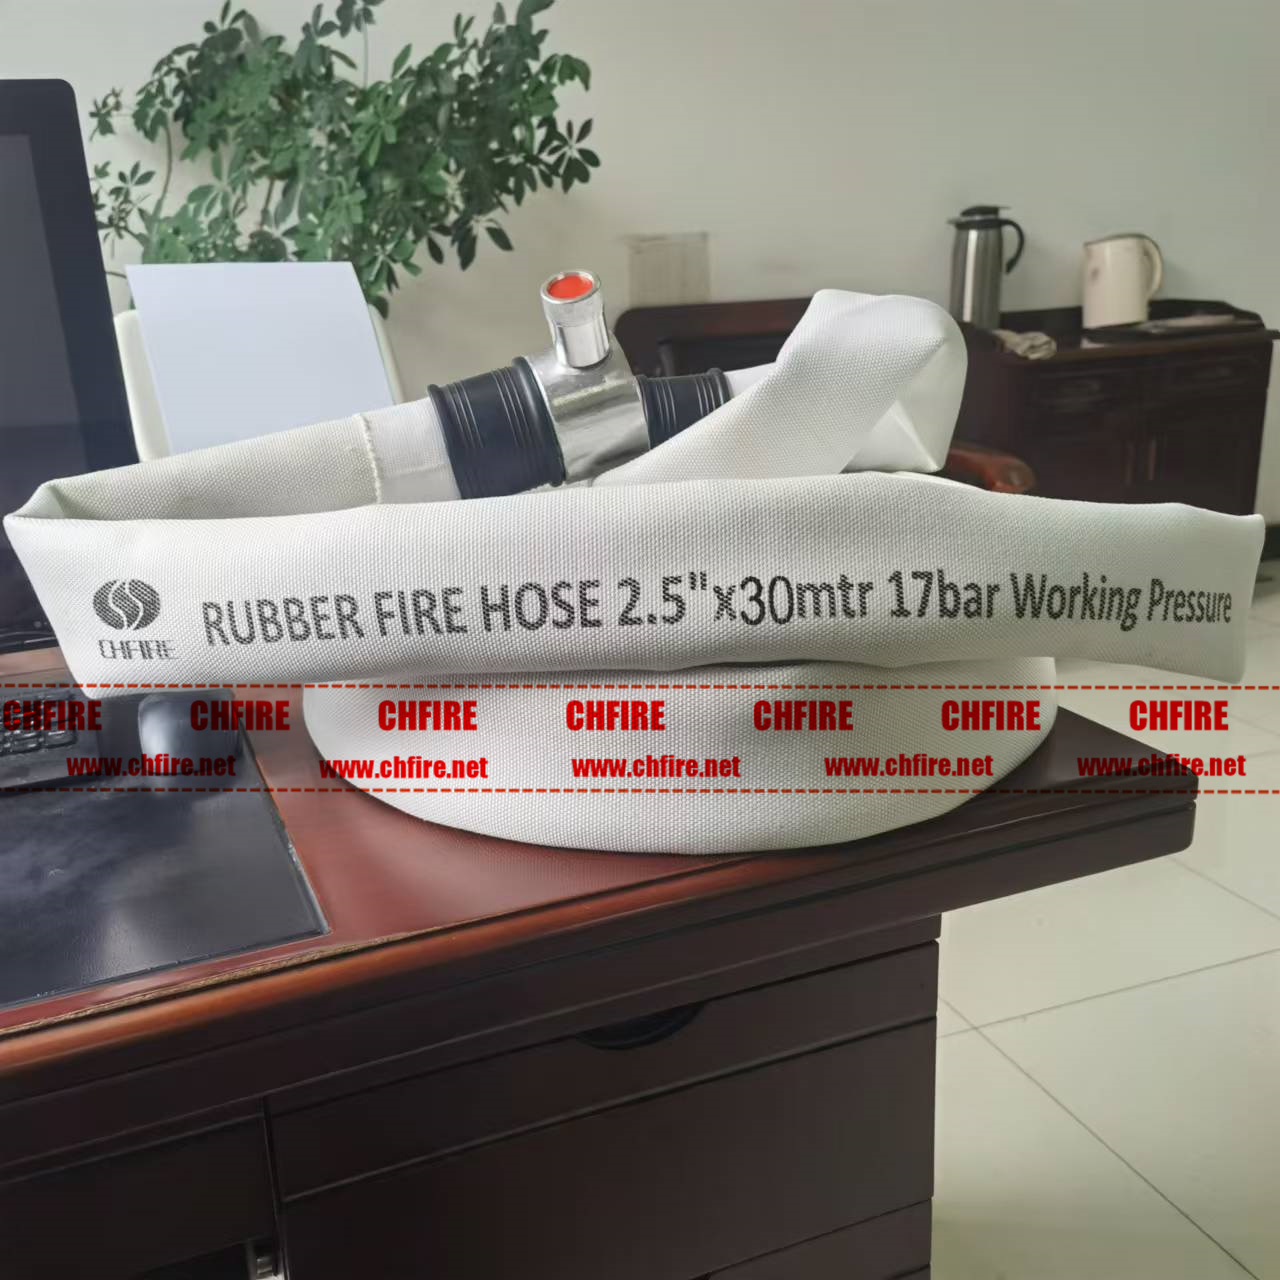 CHFIRE
RUBBER FIRE HOSE 2.5"x30mtr 17bar Working Pressure
CHFIRE CHFIRE CHFIRE CHFIRE CHFIRE CHFIRE CHFIRE
www.chfire.net www.chfire.net www.chfire.net www.chfire.net www.chfire.net